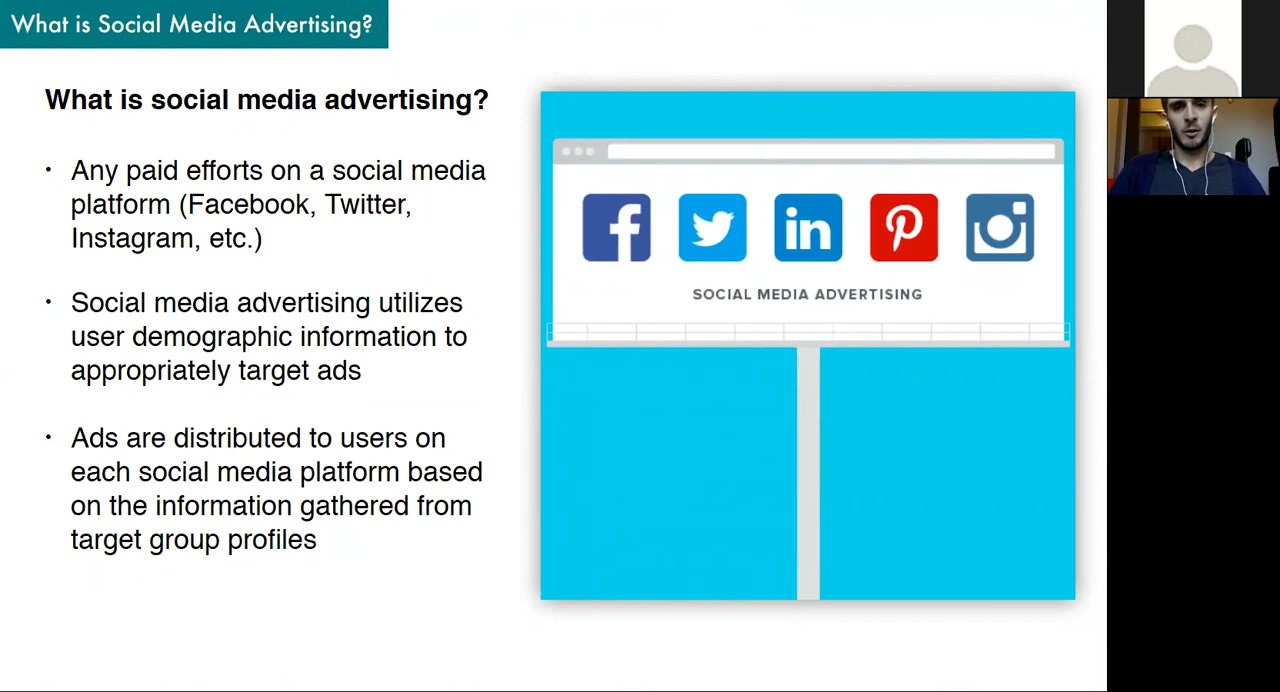 What is Social Media Advertising?
What is social media advertising?
• Any paid efforts on a social media
platform (Facebook, Twitter,
Instagram, etc.)
• Social media advertising utilizes
user demographic information to
appropriately target ads
• Ads are distributed to users on
each social media platform based
on the information gathered from
target group profiles
f in P
SOCIAL MEDIA ADVERTISING